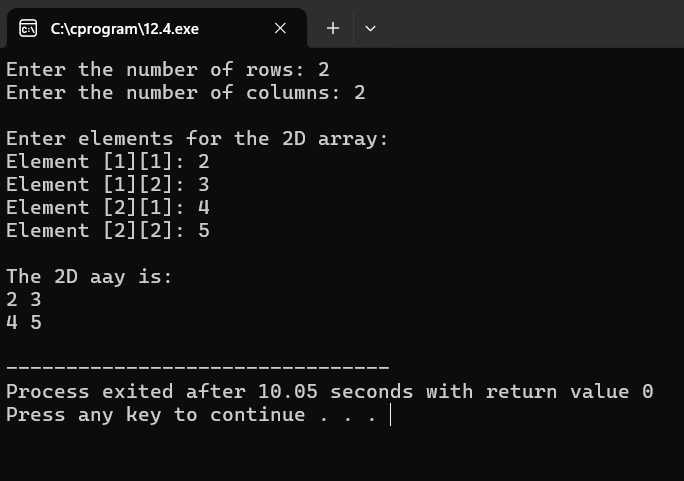 C:\cprogram\12.4.exe
Enter the number of rows: 2
Enter the number of columns: 2
Enter elements for the 2D array:
Element [1][1]: 2
Element [1][2]: 3
Element [2][1]: 4
Element [2][2]: 5
The 2D aay is:
2 3
4 5
--------------------------------
Process exited after 10.05 seconds with return value 0
Press any key to continue . . .